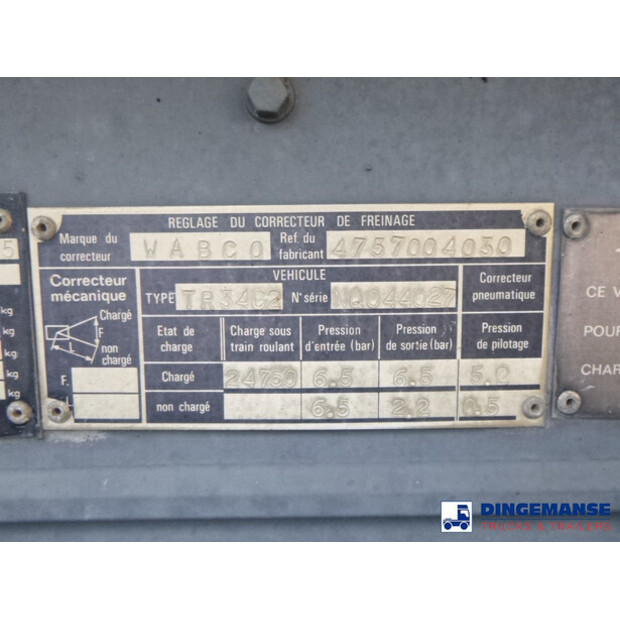 REGLAGE DU CORRECTEUR DE FREINAGE
Marque du correcteur WABCO Ref. du fabricant 4757004030
VEHICULE
TYPE TR34C2 N° série NQ044027
Correcteur mécanique
Chargé
F
non chargé
F.
Correcteur pneumatique
Etat de charge Charge sous train roulant Pression d'entrée (bar) Pression de sortie (bar) Pression de pilotage
Chargé 24760 6.5 6.5 5.0
non chargé 6.5 2.2 0.5
5
kg
kg
kg
kg
kg
CE V
POUR
CHAR
DINGEMANSE
TRUCKS & TRAILERS